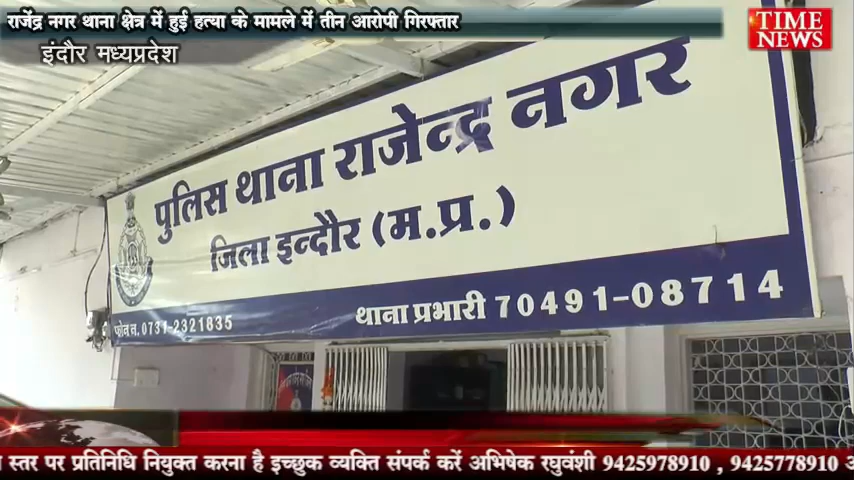 राजेंद्र नगर थाना क्षेत्र में हुई हत्या के मामले में तीन आरोपी गिरफ्तार
TIME
NEWS
इंदौर मध्यप्रदेश
पुलिस थाना राजेन्द्र नगर
जिला इन्दौर (म.प्र.)
थाना प्रभारी 70491-08714
फोन नं. 0731-2321835
स्तर पर प्रतिनिधि नियुक्त करना है इच्छुक व्यक्ति संपर्क करें अभिषेक रघुवंशी 9425978910 , 9425778910